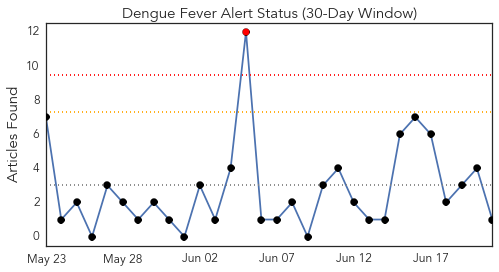 Dengue Fever Alert Status (30-Day Window)
Articles Found
12
10
8
6
4
2
0
May 23
May 28
Jun 02
Jun 07
Jun 12
Jun 17